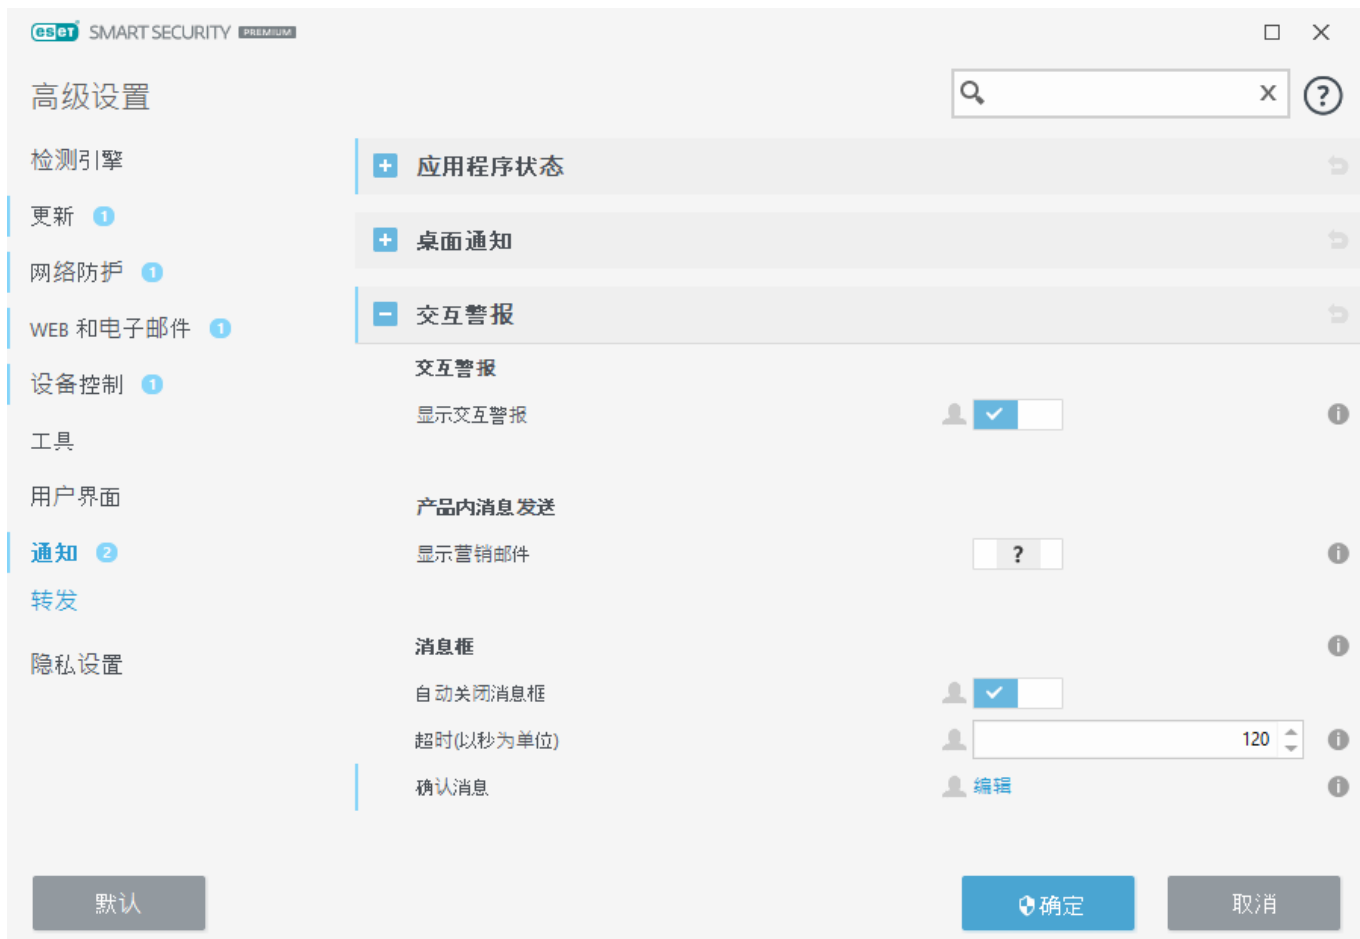 eset SMART SECURITY PREMIUM
高级设置
x
?
检测引擎
更新 1
网络防护 1
WEB 和电子邮件 1
设备控制 1
工具
用户界面
通知 2
转发
隐私设置
应用程序状态
桌面通知
交互警报
交互警报
显示交互警报
产品内消息发送
显示营销邮件 ?
消息框
自动关闭消息框
超时(以秒为单位) 120
确认消息 编辑
默认
确定
取消